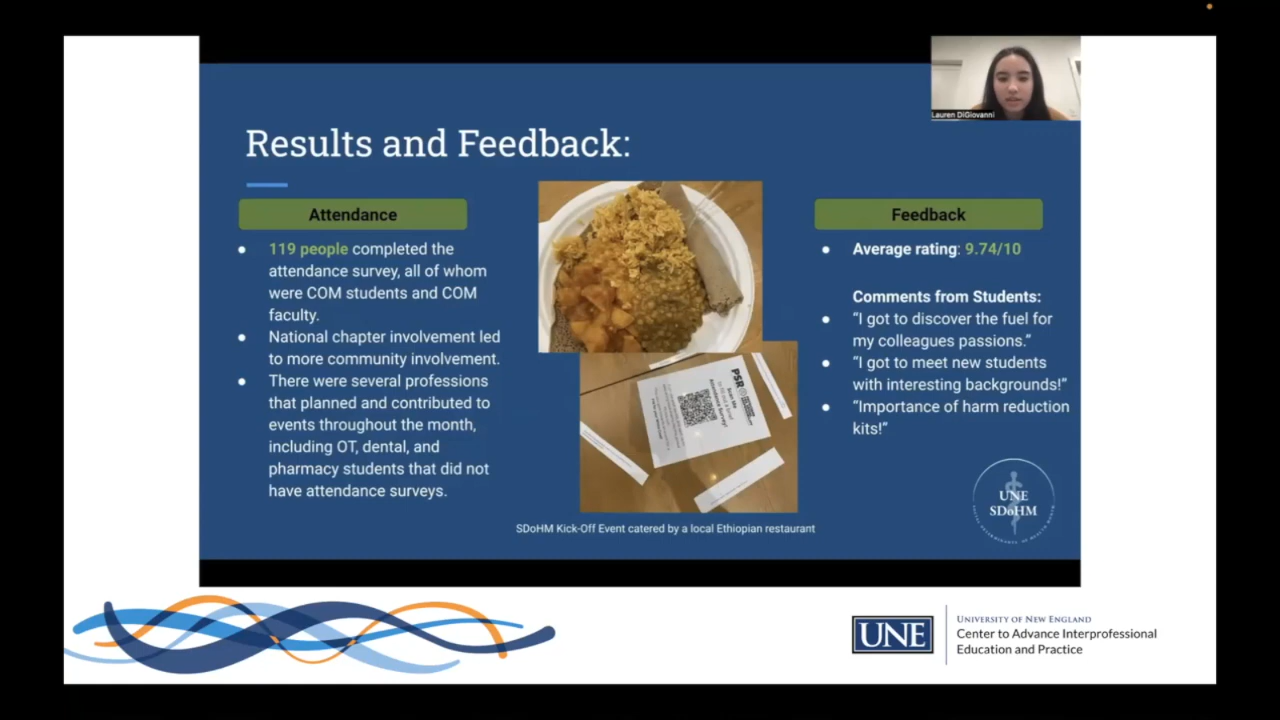 Lauren DiGiovanni
Results and Feedback:
Attendance
119 people completed the
attendance survey, all of whom
were COM students and COM
faculty.
National chapter involvement led
to more community involvement.
There were several professions
that planned and contributed to
events throughout the month,
including OT, dental, and
pharmacy students that did not
have attendance surveys.
PSR
Scan Me
Attendance Survey!
SDoHM Kick-Off Event catered by a local Ethiopian restaurant
Feedback
Average rating: 9.74/10
Comments from Students:
“I got to discover the fuel for
my colleagues passions.”
“I got to meet new students
with interesting backgrounds!”
“Importance of harm reduction
kits!”
UNE
SDoHM
UNE
UNIVERSITY OF NEW ENGLAND
Center to Advance Interprofessional
Education and Practice